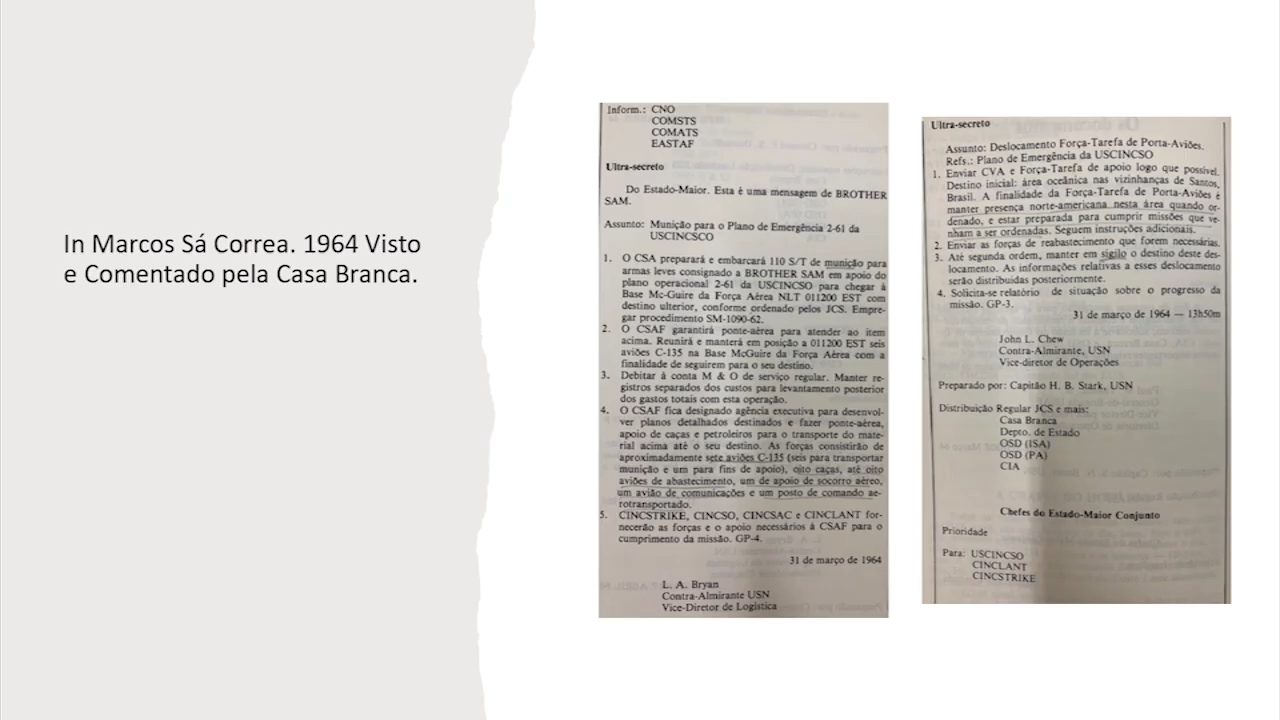 In Marcos Sá Correa. 1964 Visto
e Comentado pela Casa Branca.
Inform.: CNO
COMSTS
COMATS
EASTAF
Ultra-secreto
Do Estado-Maior. Esta é uma mensagem de BROTHER
SAM.
Assunto: Munição para o Plano de Emergência 2-61 da
USCINCSCO
1. O CSA preparará e embarcará 110 S/T de munição para
armas leves consignado a BROTHER SAM em apoio do
plano operacional 2-61 da USCINCSO para chegar à
Base Mc-Guire da Força Aérea NLT 011200 EST com
destino ulterior, conforme ordenado pelos JCS. Empre-
gar procedimento SM-1090-62.
2. O CSAF garantirá ponte-aérea para atender ao item
acima. Reunirá e manterá em posição a 011200 EST seis
aviões C-135 na Base McGuire da Força Aérea com a
finalidade de seguirem para o seu destino.
3. Debitar à conta M & O de serviço regular. Manter re-
gistros separados dos custos para levantamento posterior
dos gastos totais com esta operação.
4. O CSAF fica designado agência executiva para desenvol-
ver planos detalhados destinados e fazer ponte-aérea,
apoio de caças e petroleiros para o transporte do mate-
rial acima até o seu destino. As forças consistirão de
aproximadamente sete aviões C-135 (seis para transportar
munição e um para fins de apoio), oito caças, até oito
aviões de abastecimento, um de apoio de socorro aéreo,
um avião de comunicações e um posto de comando ae-
rotransportado.
5. CINCSTRIKE, CINCSO, CINCSAC e CINCLANT for-
necerão as forças e o apoio necessários à CSAF para o
cumprimento da missão. GP-4.
31 de março de 1964
L. A. Bryan
Contra-Almirante USN
Vice-Diretor de Logística
Ultra-secreto
Assunto: Deslocamento Força-Tarefa de Porta-Aviões.
Refs.: Plano de Emergência da USCINCSO
1. Enviar CVA e Força-Tarefa de apoio logo que possível.
Destino inicial: área oceânica nas vizinhanças de Santos,
Brasil. A finalidade da Força-Tarefa de Porta-Aviões é
manter presença norte-americana nesta área quando or-
denado, e estar preparada para cumprir missões que ve-
nham a ser ordenadas. Seguem instruções adicionais.
2. Enviar as forças de reabastecimento que forem necessárias.
3. Até segunda ordem, manter em sigilo o destino deste des-
locamento. As informações relativas a esses deslocamento
serão distribuídas posteriormente.
4. Solicita-se relatório de situação sobre o progresso da
missão. GP-3.
31 de março de 1964 — 13h50m
John L. Chew
Contra-Almirante, USN
Vice-diretor de Operações
Preparado por: Capitão H. B. Stark, USN
Distribuição Regular JCS e mais:
Casa Branca
Depto. de Estado
OSD (ISA)
OSD (PA)
CIA
Chefes do Estado-Maior Conjunto
Prioridade
Para: USCINCSO
CINCLANT
CINCSTRIKE